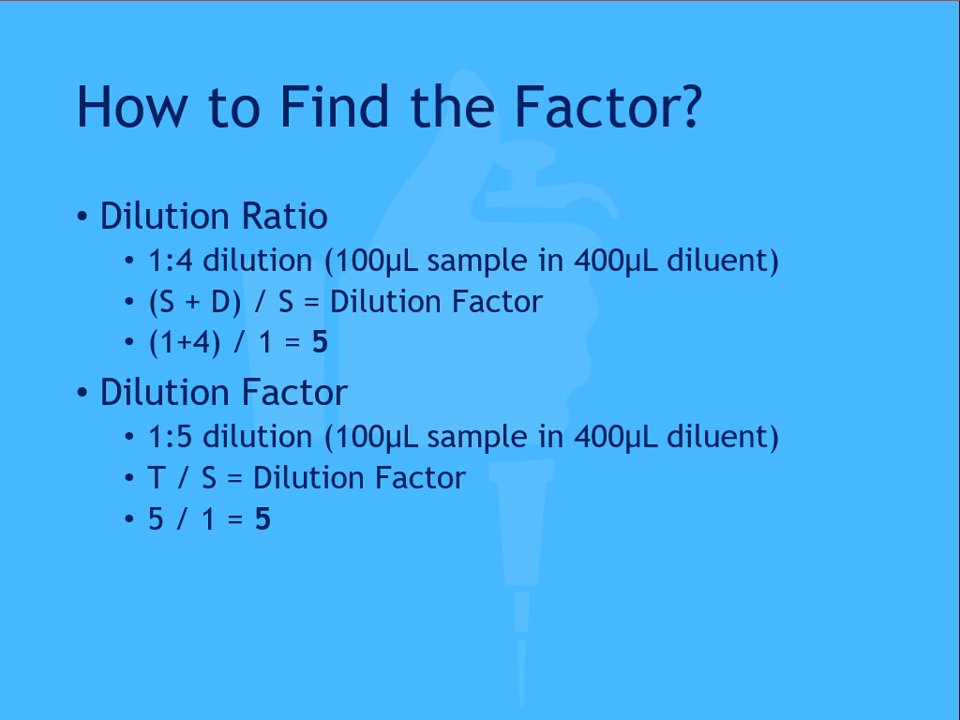 How to Find the Factor?
• Dilution Ratio
• 1:4 dilution (100µL sample in 400µL diluent)
• (S + D) / S = Dilution Factor
• (1+4) / 1 = 5
• Dilution Factor
• 1:5 dilution (100µL sample in 400µL diluent)
• T / S = Dilution Factor
• 5 / 1 = 5